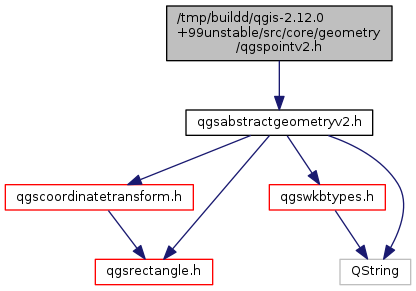 /tmp/buildd/qgis-2.12.0
+99unstable/src/core/geometry
/qgspointv2.h
qgsabstractgeometryv2.h
qgscoordinatetransform.h
qgswkbtypes.h
qgsrectangle.h
QString